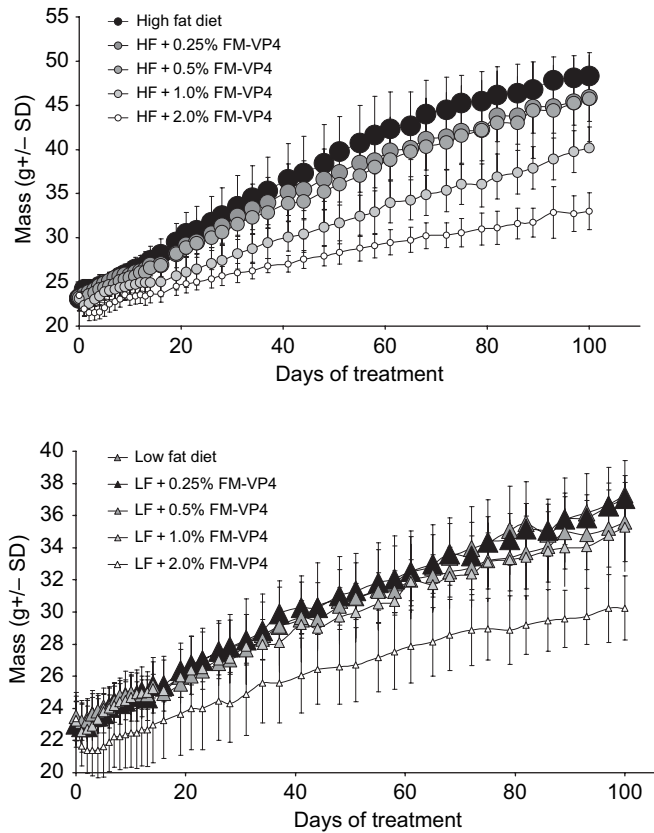 55
50
45
40
35
30
25
20
Mass (g+/– SD)
High fat diet
HF + 0.25% FM-VP4
HF + 0.5% FM-VP4
HF + 1.0% FM-VP4
HF + 2.0% FM-VP4
0 20 40 60 80 100
Days of treatment
40
38
36
34
32
30
28
26
24
22
20
Mass (g+/– SD)
Low fat diet
LF + 0.25% FM-VP4
LF + 0.5% FM-VP4
LF + 1.0% FM-VP4
LF + 2.0% FM-VP4
0 20 40 60 80 100
Days of treatment